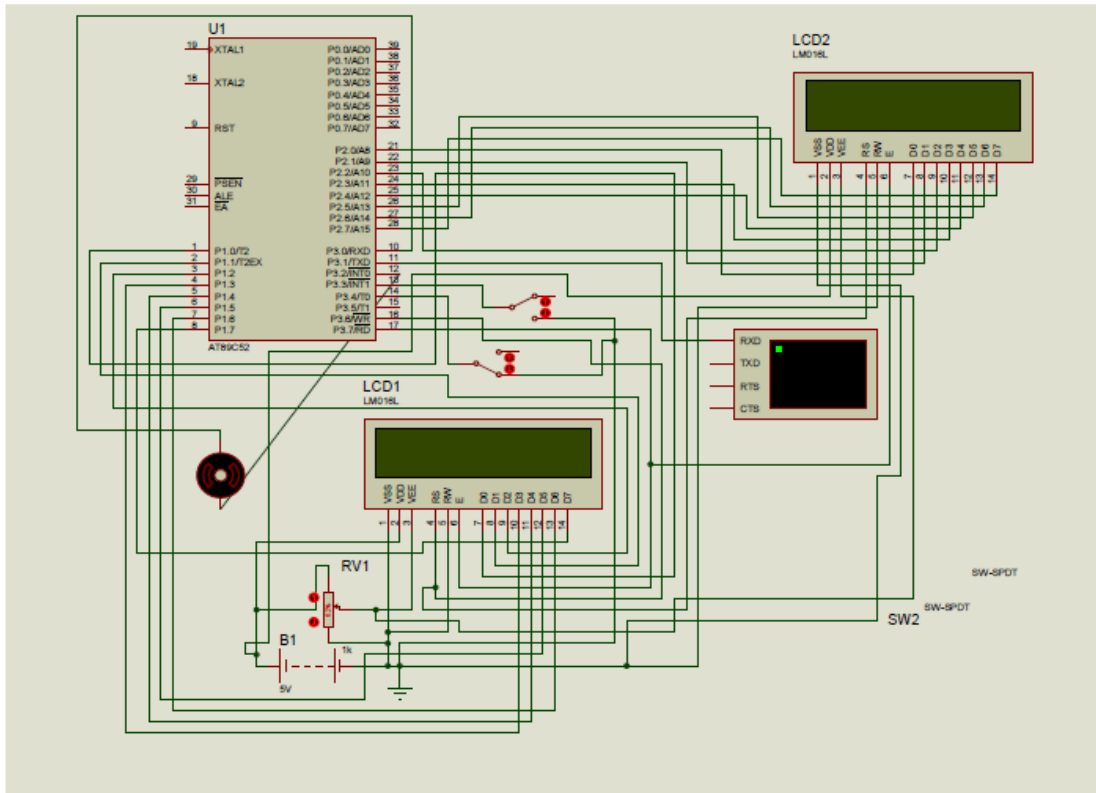 U1
19 XTAL1
18 XTAL2
9 RST
29 PSEN
30 ALE
31 EA
1 P1.0/T2
2 P1.1/T2EX
3 P1.2
4 P1.3
5 P1.4
6 P1.5
7 P1.6
8 P1.7
P0.0/AD0 39
P0.1/AD1 38
P0.2/AD2 37
P0.3/AD3 36
P0.4/AD4 35
P0.5/AD5 34
P0.6/AD6 33
P0.7/AD7 32
P2.0/A8 21
P2.1/A9 22
P2.2/A10 23
P2.3/A11 24
P2.4/A12 25
P2.5/A13 26
P2.6/A14 27
P2.7/A15 28
P3.0/RXD 10
P3.1/TXD 11
P3.2/INT0 12
P3.3/INT1 13
P3.4/T0 14
P3.5/T1 15
P3.6/WR 16
P3.7/RD 17
AT89C52
LCD2
LM016L
VSS VDD VEE RS RW E D0 D1 D2 D3 D4 D5 D6 D7
1 2 3 4 5 6 7 8 9 10 11 12 13 14
RXD
TXD
RTS
CTS
LCD1
LM016L
VSS VDD VEE RS RW E D0 D1 D2 D3 D4 D5 D6 D7
1 2 3 4 5 6 7 8 9 10 11 12 13 14
RV1
1k
B1
5V
SW-SPDT
SW-SPDT
SW2